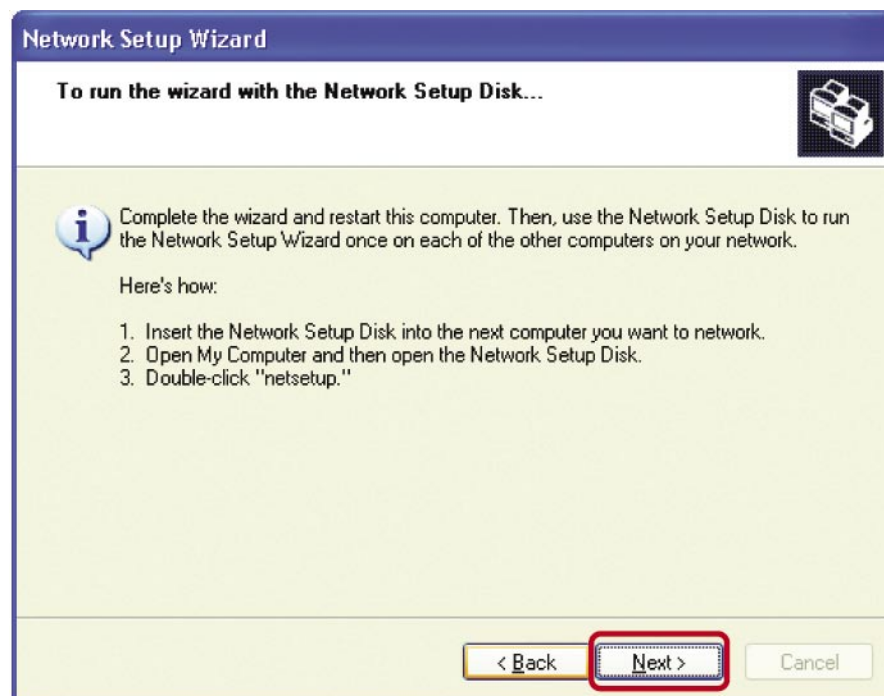 Network Setup Wizard
To run the wizard with the Network Setup Disk...
Complete the wizard and restart this computer. Then, use the Network Setup Disk to run
the Network Setup Wizard once on each of the other computers on your network.
Here's how:
1. Insert the Network Setup Disk into the next computer you want to network.
2. Open My Computer and then open the Network Setup Disk.
3. Double-click "netsetup."
< Back
Next >
Cancel